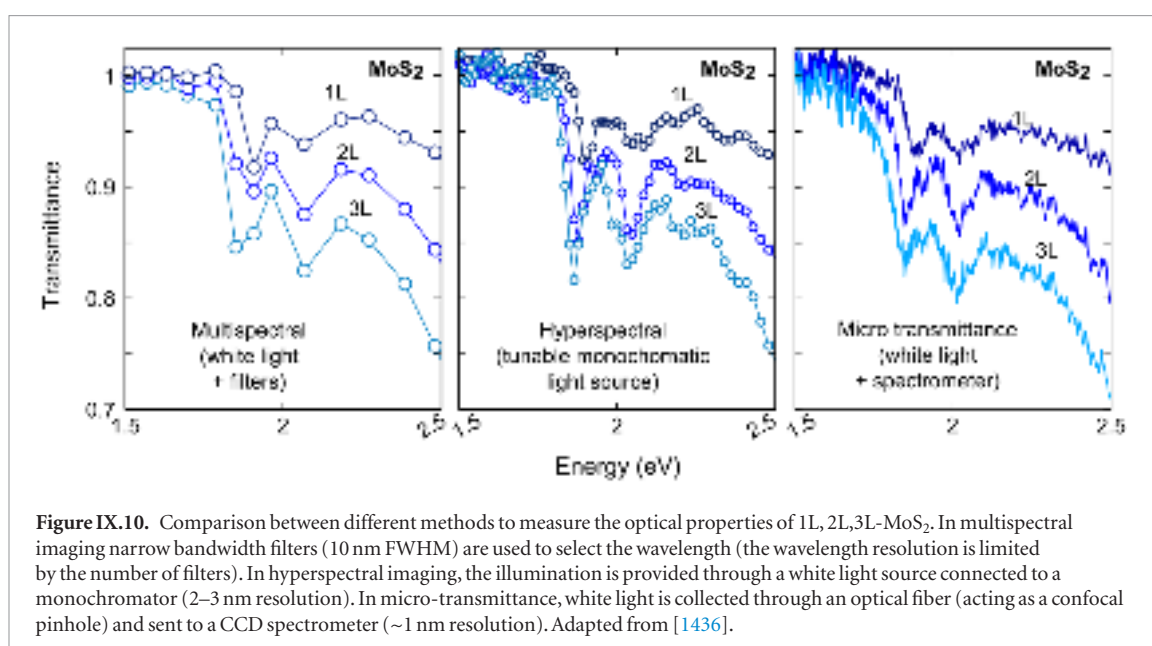 MoS2
MoS2
MoS2
1
0.9
0.8
0.7
Transmittance
1L
2L
3L
Multispectral
(white light
+ filters)
1L
2L
3L
Hyperspectral
(tunable monochomatic
light source)
1L
2L
3L
Micro transmittance
(white light
+ spectrometer)
1.5
2
2.5
1.5
2
2.5
1.5
2
2.5
Energy (eV)
Figure IX.10. Comparison between different methods to measure the optical properties of 1L, 2L,3L-MoS2. In multispectral
imaging narrow bandwidth filters (10 nm FWHM) are used to select the wavelength (the wavelength resolution is limited
by the number of filters). In hyperspectral imaging, the illumination is provided through a white light source connected to a
monochromator (2–3 nm resolution). In micro-transmittance, white light is collected through an optical fiber (acting as a confocal
pinhole) and sent to a CCD spectrometer (~1 nm resolution). Adapted from [1436].